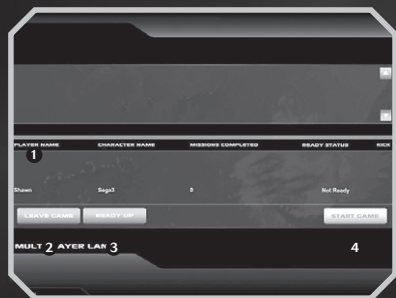 PLAYER NAME CHARACTER NAME MISSIONS COMPLETED READY STATUS KICK
1
Shawn Saga3 8 Not Ready
LEAVE GAME READY UP START GAME
MULT 2 AYER LAN 3 4